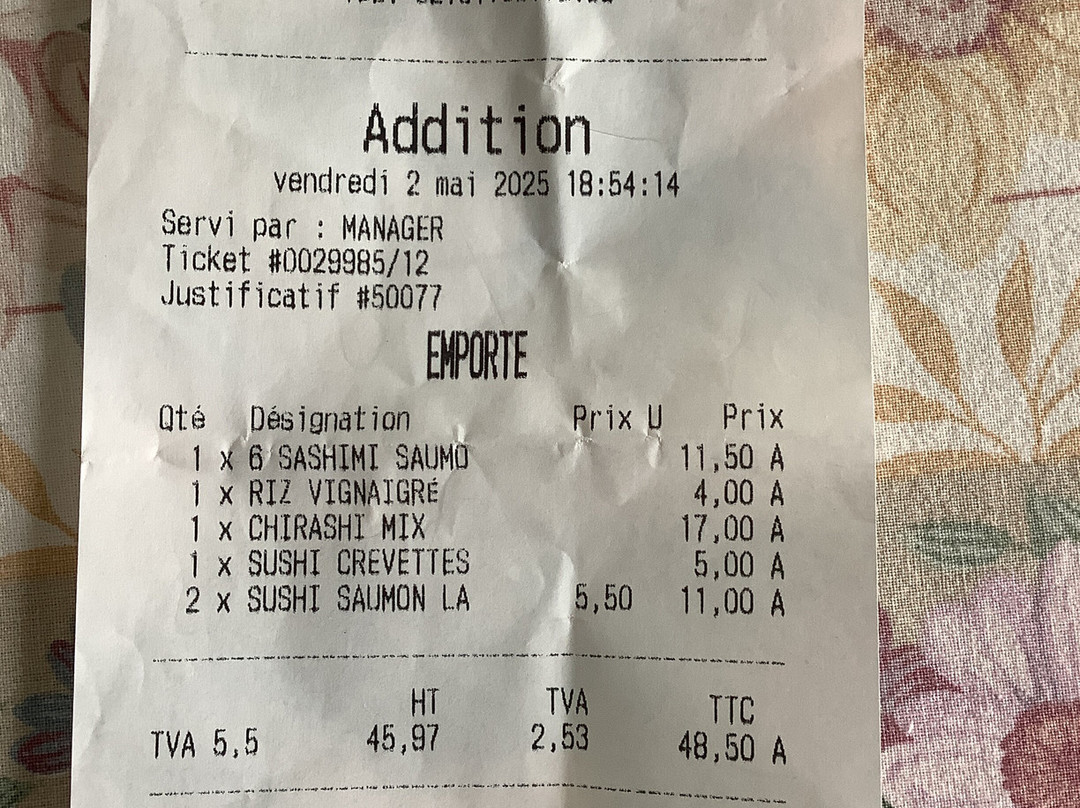 Addition
vendredi 2 mai 2025 18:54:14
Servi par : MANAGER
Ticket #0029985/12
Justificatif #50077
EMPORTE
Qté Désignation Prix U Prix
1 x 6 SASHIMI SAUMO 11,50 A
1 x RIZ VIGNAIGRÉ 4,00 A
1 x CHIRASHI MIX 17,00 A
1 x SUSHI CREVETTES 5,00 A
2 x SUSHI SAUMON LA 5,50 11,00 A
HT TVA TTC
TVA 5,5 45,97 2,53 48,50 A